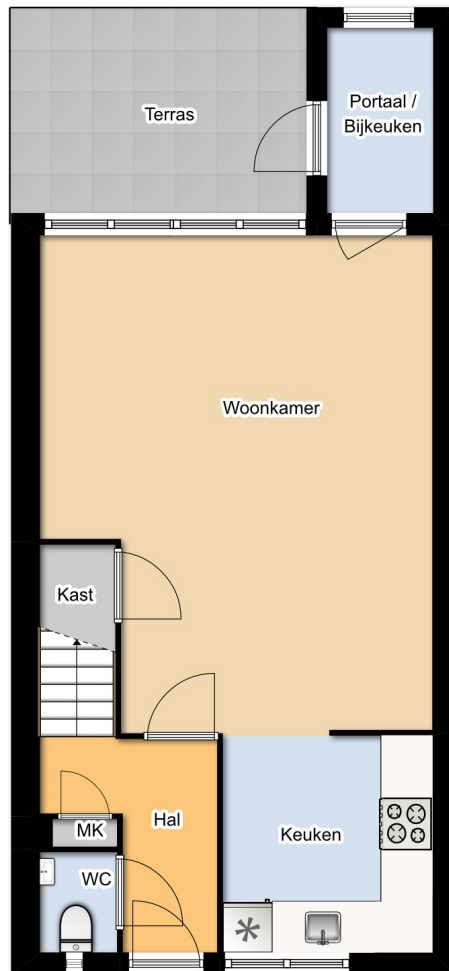 Terras
Portaal /
Bijkeuken
Woonkamer
Kast
MK
Hal
Keuken
WC